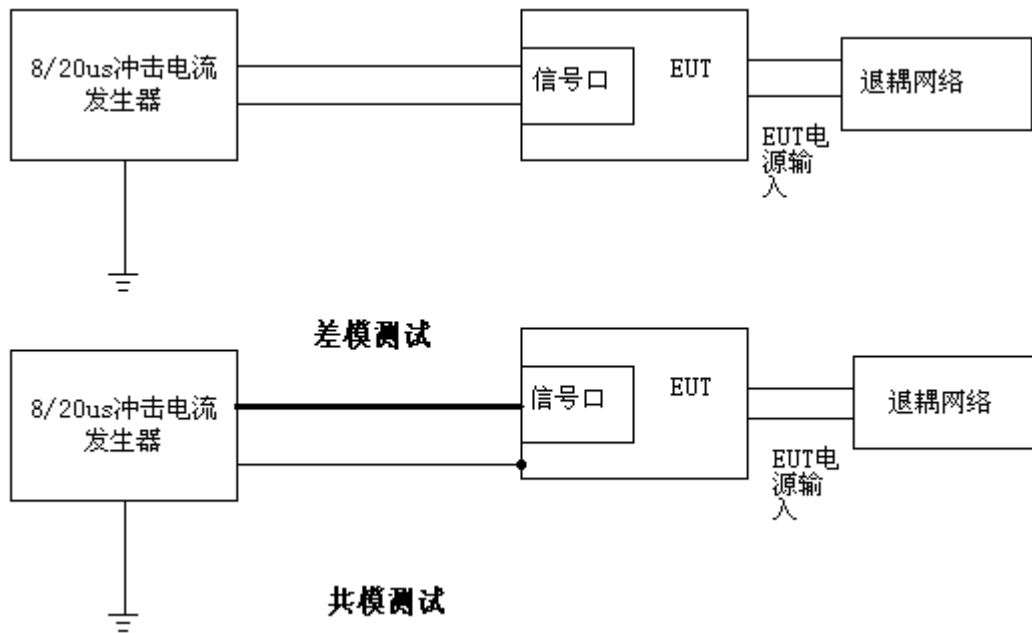 8/20us冲击电流
发生器
信号口
EUT
退耦网络
EUT电
源输
入
差模测试
8/20us冲击电流
发生器
信号口
EUT
退耦网络
EUT电
源输
入
共模测试